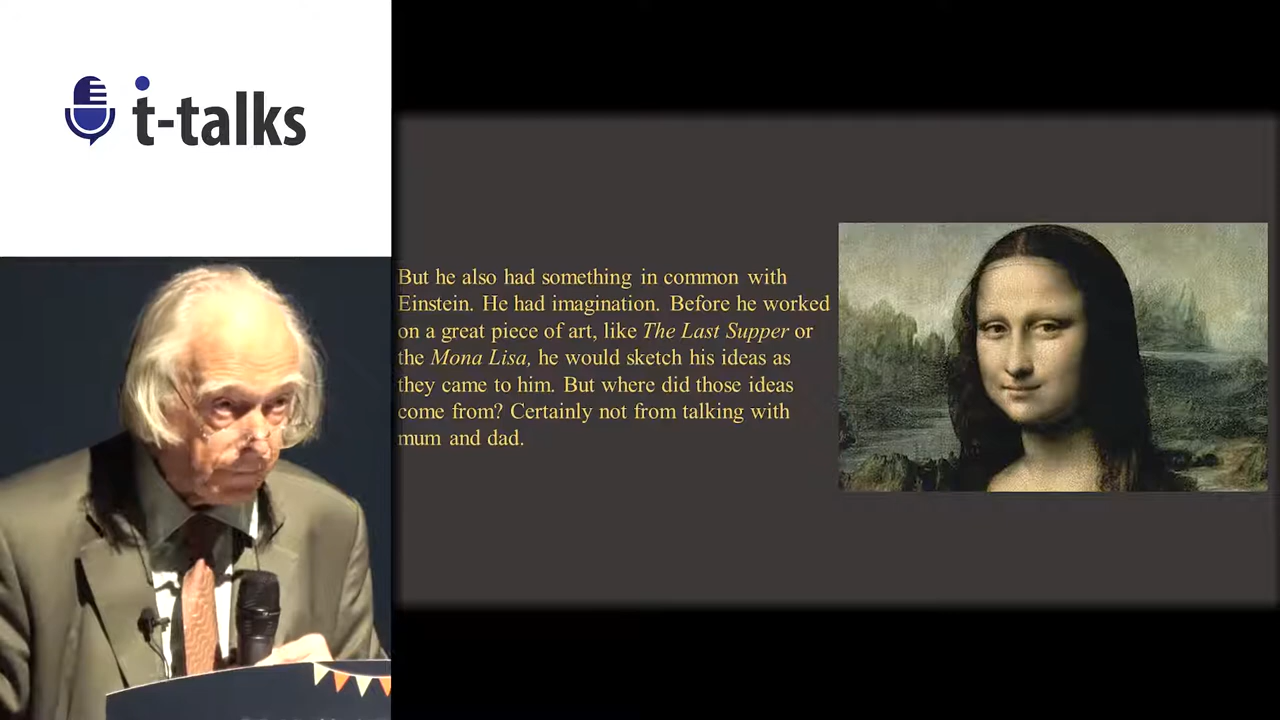 i-talks
But he also had something in common with
Einstein. He had imagination. Before he worked
on a great piece of art, like The Last Supper or
the Mona Lisa, he would sketch his ideas as
they came to him. But where did those ideas
come from? Certainly not from talking with
mum and dad.